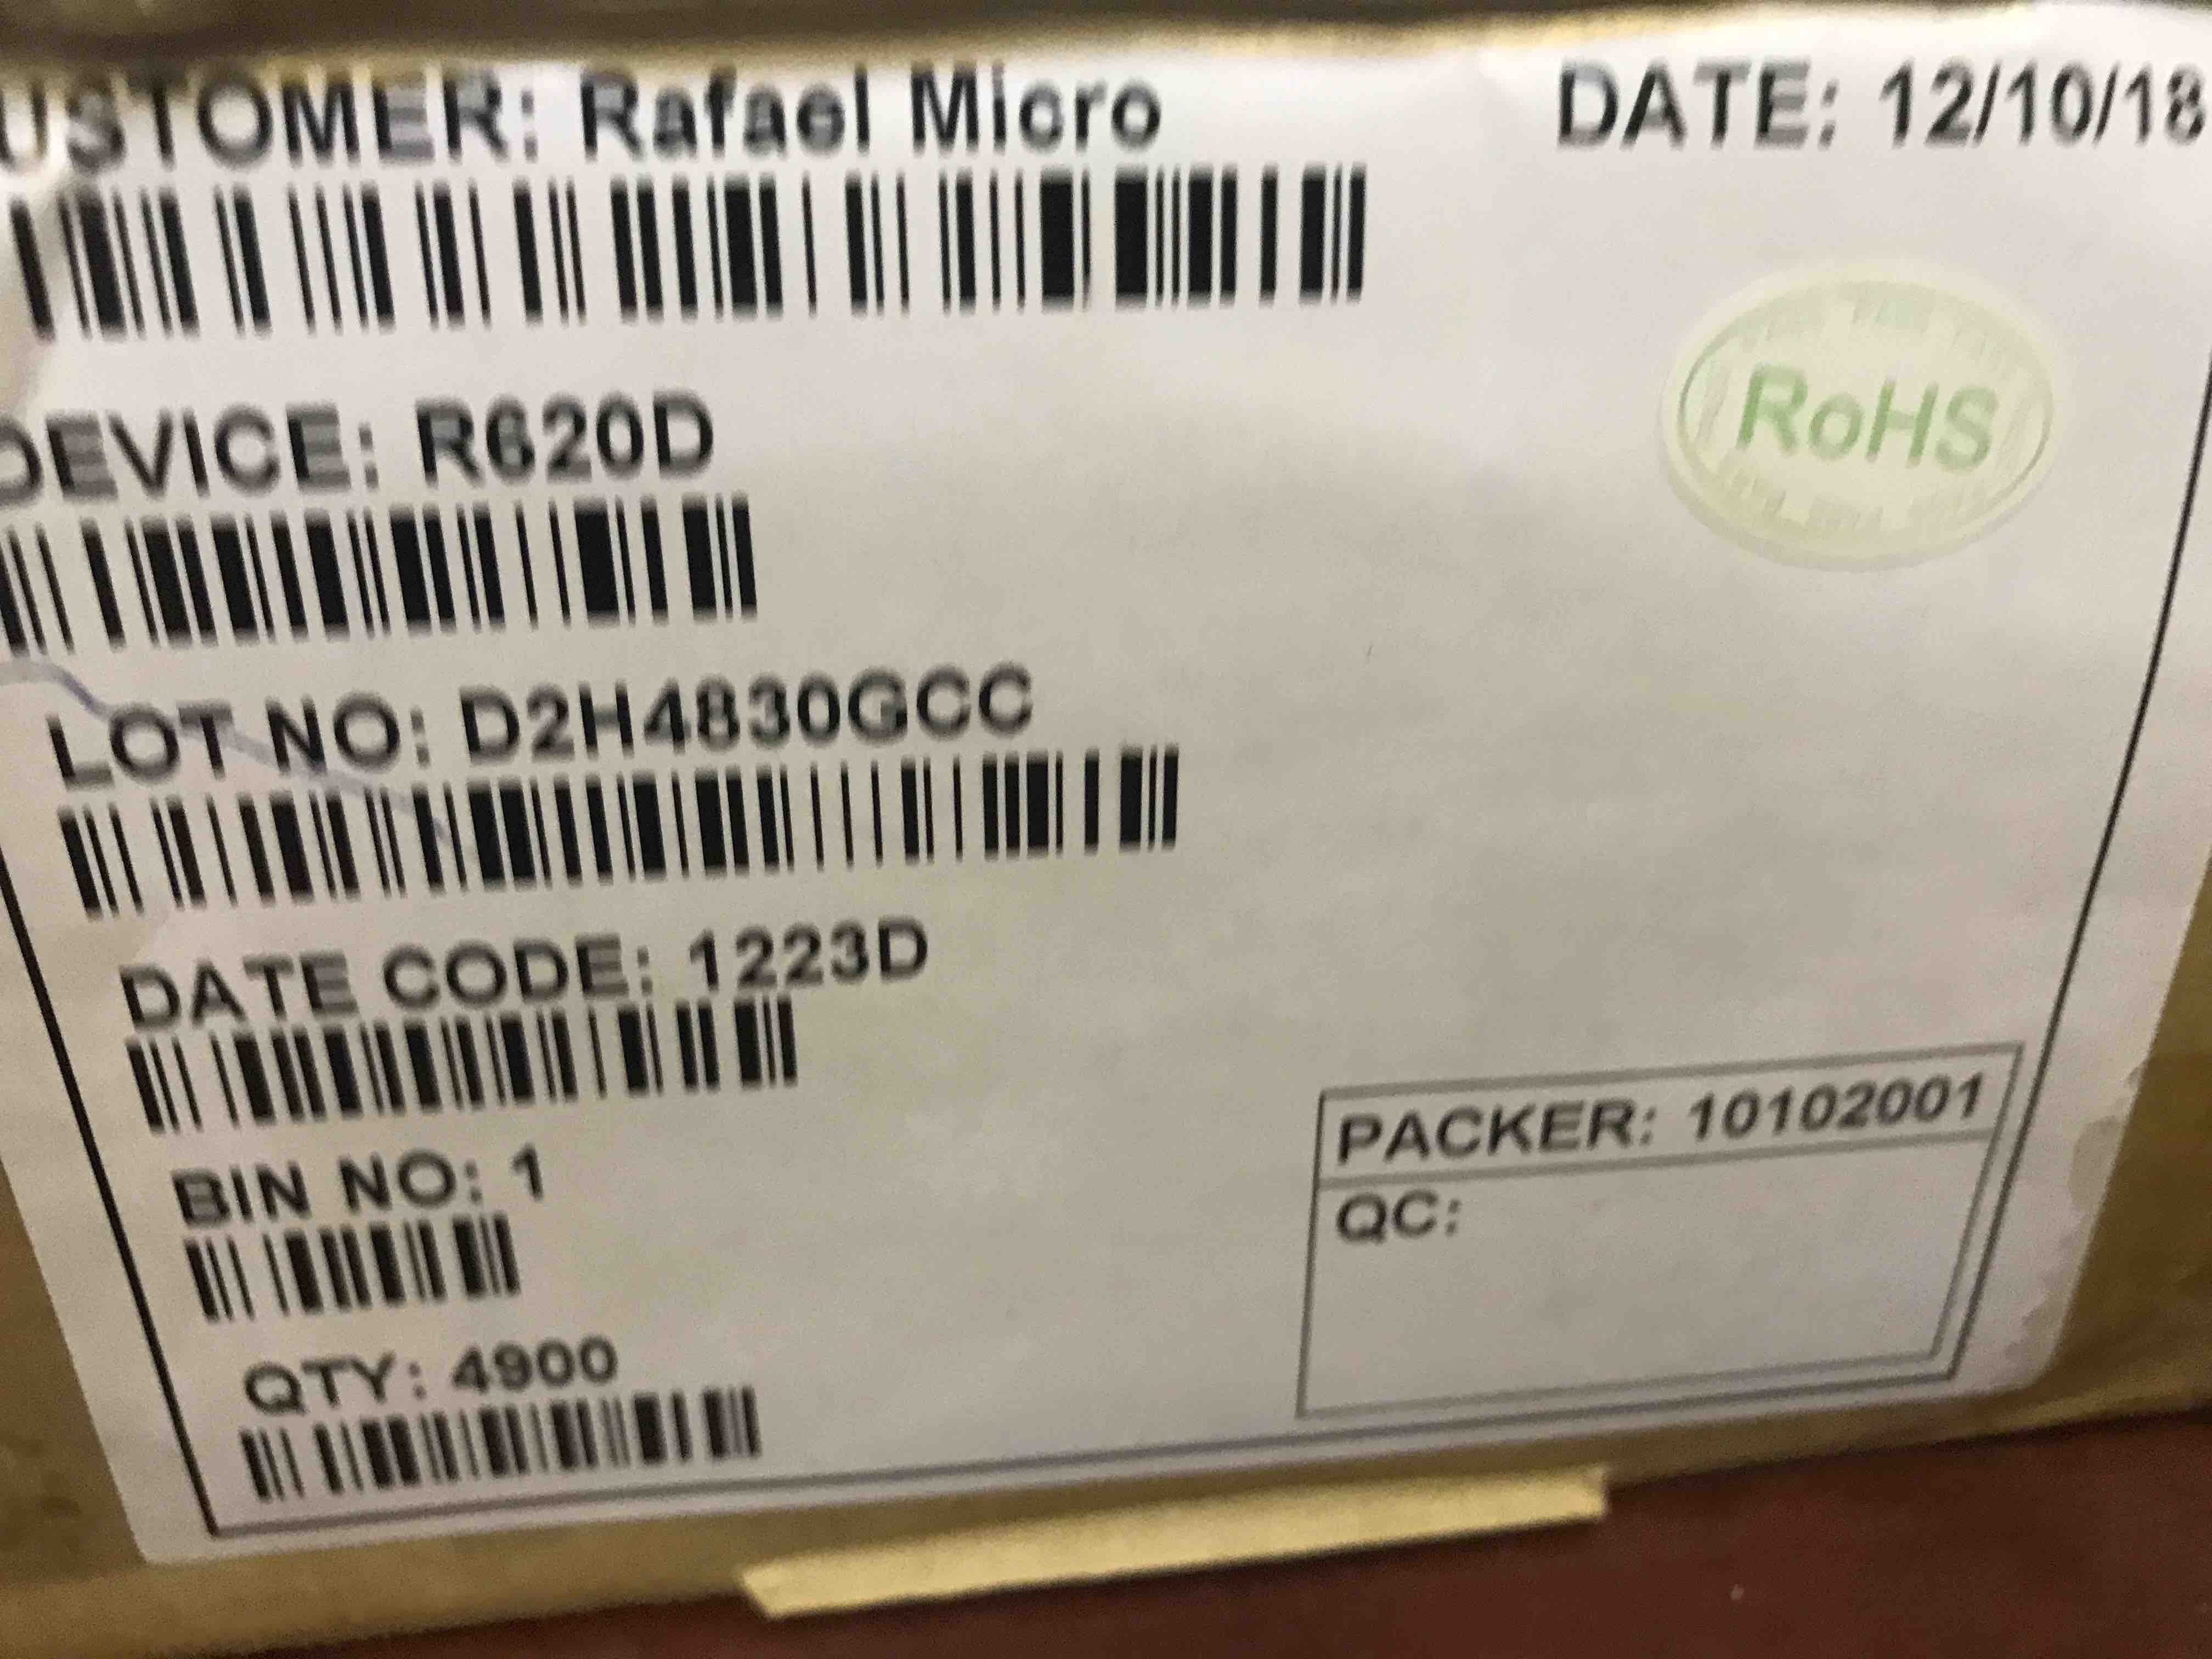 USTOMER: Rafael Micro
DATE: 12/10/18
RoHS
DEVICE: R620D
LOT NO: D2H4830GCC
DATE CODE: 1223D
BIN NO: 1
QTY: 4900
PACKER: 10102001
QC: